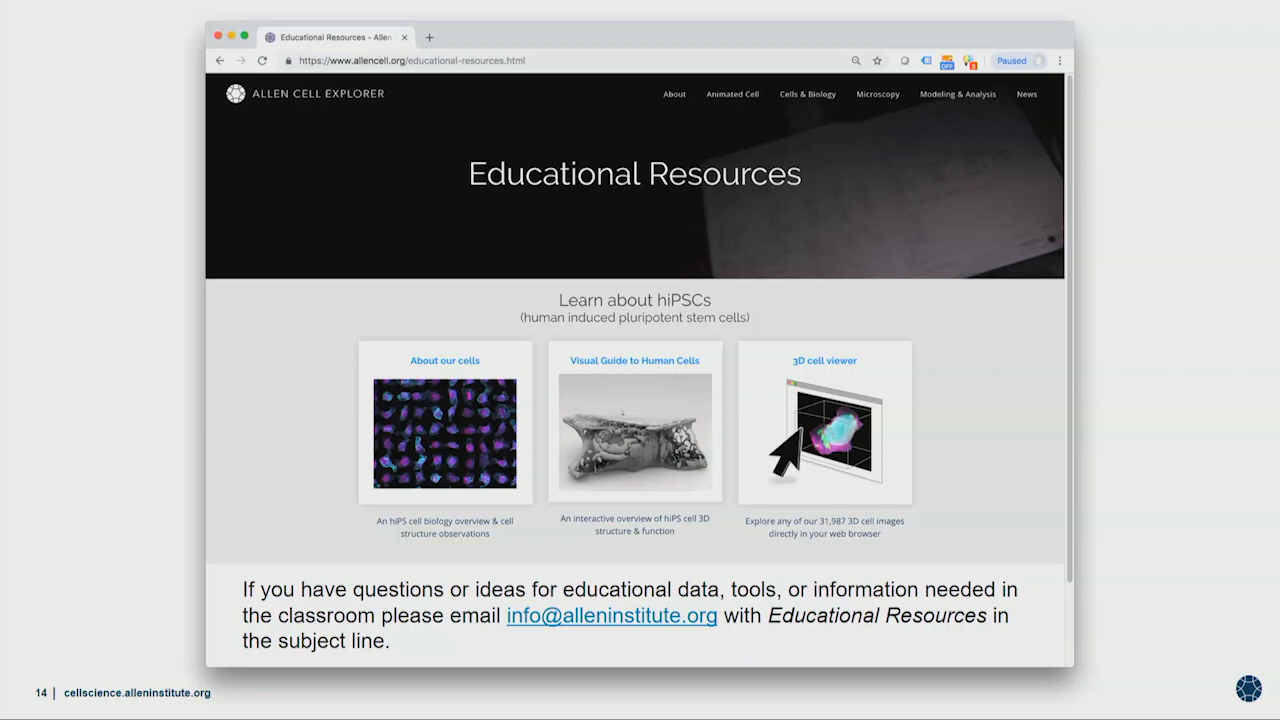 Educational Resources - Allen
https://www.allencell.org/educational-resources.html
OFF
Paused
ALLEN CELL EXPLORER
About Animated Cell Cells & Biology Microscopy Modeling & Analysis News
Educational Resources
Learn about hiPSCs
(human induced pluripotent stem cells)
About our cells
An hiPS cell biology overview & cell
structure observations
Visual Guide to Human Cells
An interactive overview of hiPS cell 3D
structure & function
3D cell viewer
Explore any of our 31,987 3D cell images
directly in your web browser
If you have questions or ideas for educational data, tools, or information needed in
the classroom please email info@alleninstitute.org with Educational Resources in
the subject line.
14 | cellscience.alleninstitute.org